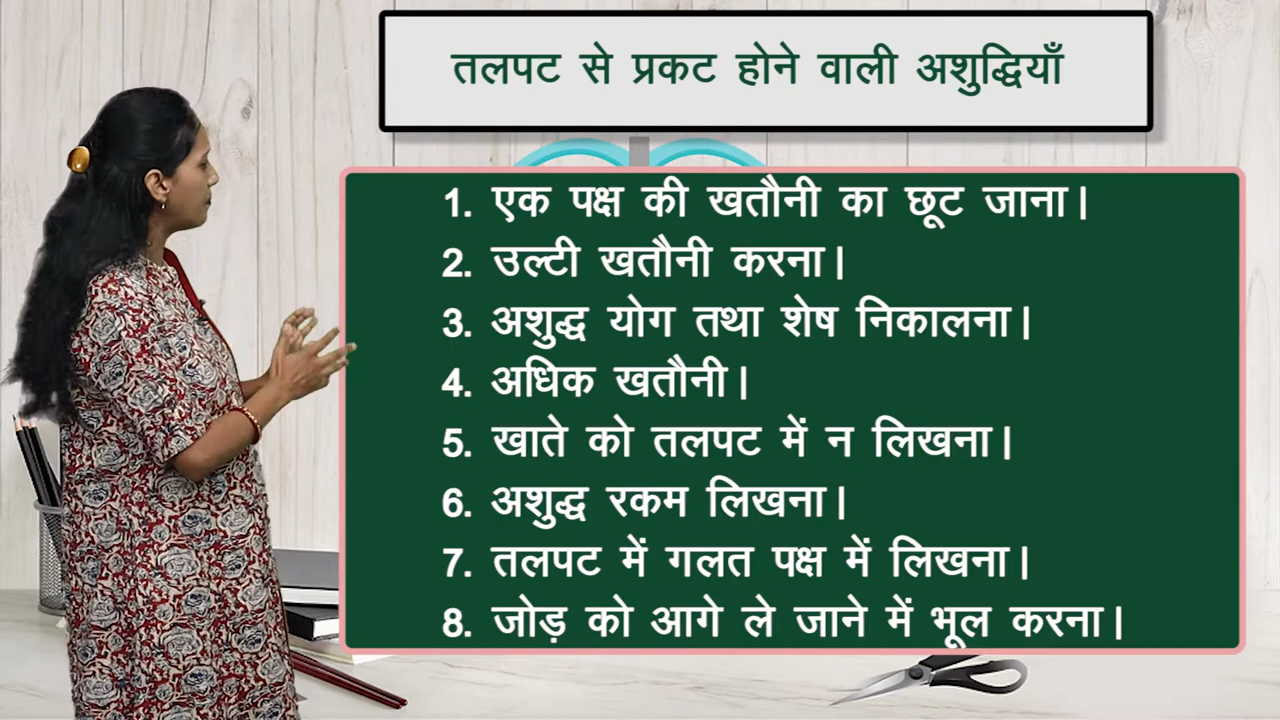 तलपट से प्रकट होने वाली अशुद्धियाँ
1. एक पक्ष की खतौनी का छूट जाना।
2. उल्टी खतौनी करना।
3. अशुद्ध योग तथा शेष निकालना।
4. अधिक खतौनी।
5. खाते को तलपट में न लिखना।
6. अशुद्ध रकम लिखना।
7. तलपट में गलत पक्ष में लिखना।
8. जोड़ को आगे ले जाने में भूल करना।